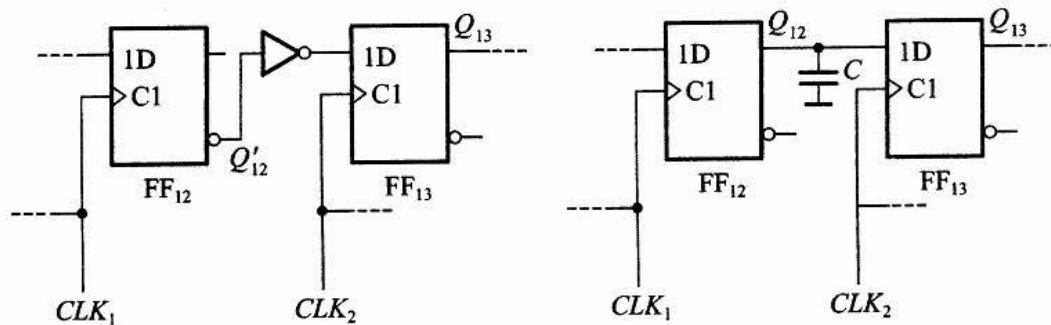 1D
C1
Q'₁₂
FF₁₂
CLK₁
1D
C1
Q₁₃
FF₁₃
CLK₂
1D
C1
Q₁₂
FF₁₂
CLK₁
C
1D
C1
Q₁₃
FF₁₃
CLK₂